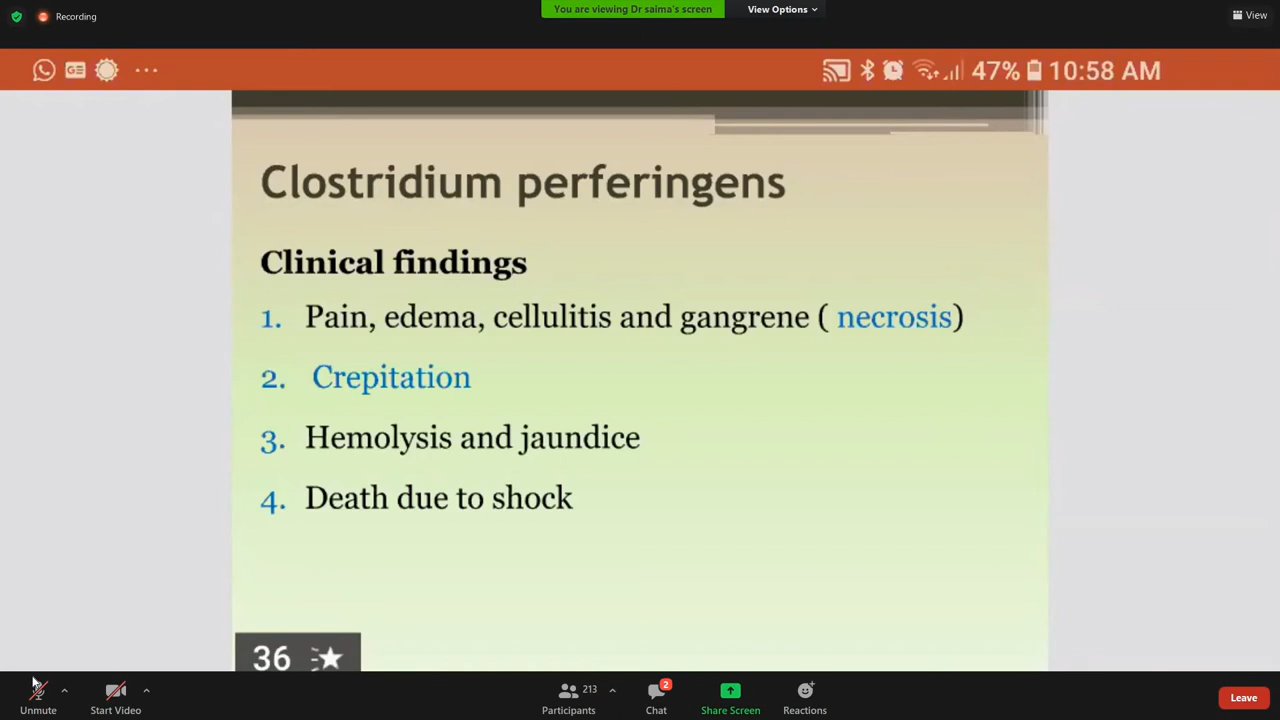 Recording
You are viewing Dr saima's screen
View Options
View
GE
47% 10:58 AM
Clostridium perferingens
Clinical findings
1. Pain, edema, cellulitis and gangrene ( necrosis)
2. Crepitation
3. Hemolysis and jaundice
4. Death due to shock
36
Unmute
Start Video
213
Participants
2
Chat
Share Screen
Reactions
Leave